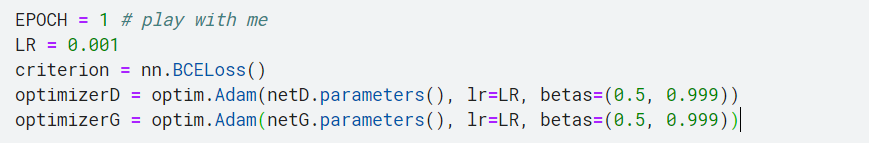 EPOCH = 1 # play with me
LR = 0.001
criterion = nn.BCELoss()
optimizerD = optim.Adam(netD.parameters(), lr=LR, betas=(0.5, 0.999))
optimizerG = optim.Adam(netG.parameters(), lr=LR, betas=(0.5, 0.999))